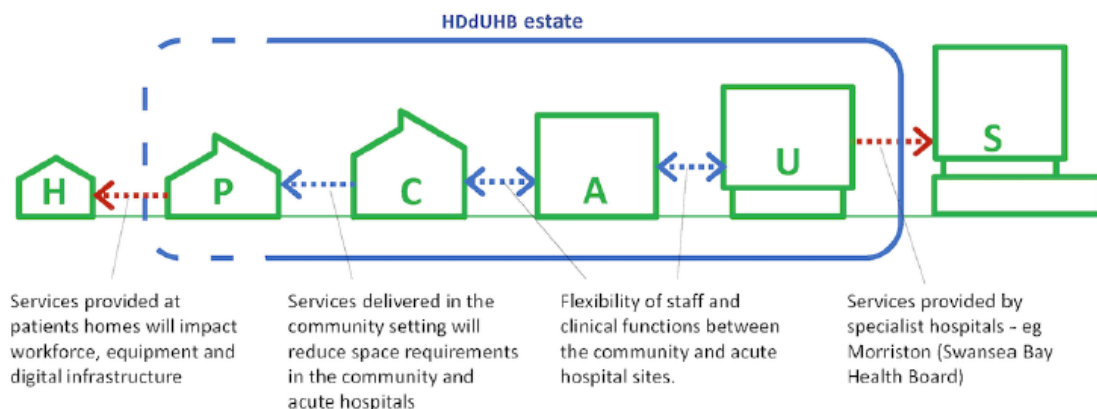 HDdUHB estate
H
P
C
A
U
S
Services provided at
patients homes will impact
workforce, equipment and
digital infrastructure
Services delivered in the
community setting will
reduce space requirements
in the community and
acute hospitals
Flexibility of staff and
clinical functions between
the community and acute
hospital sites.
Services provided by
specialist hospitals - eg
Morriston (Swansea Bay
Health Board)